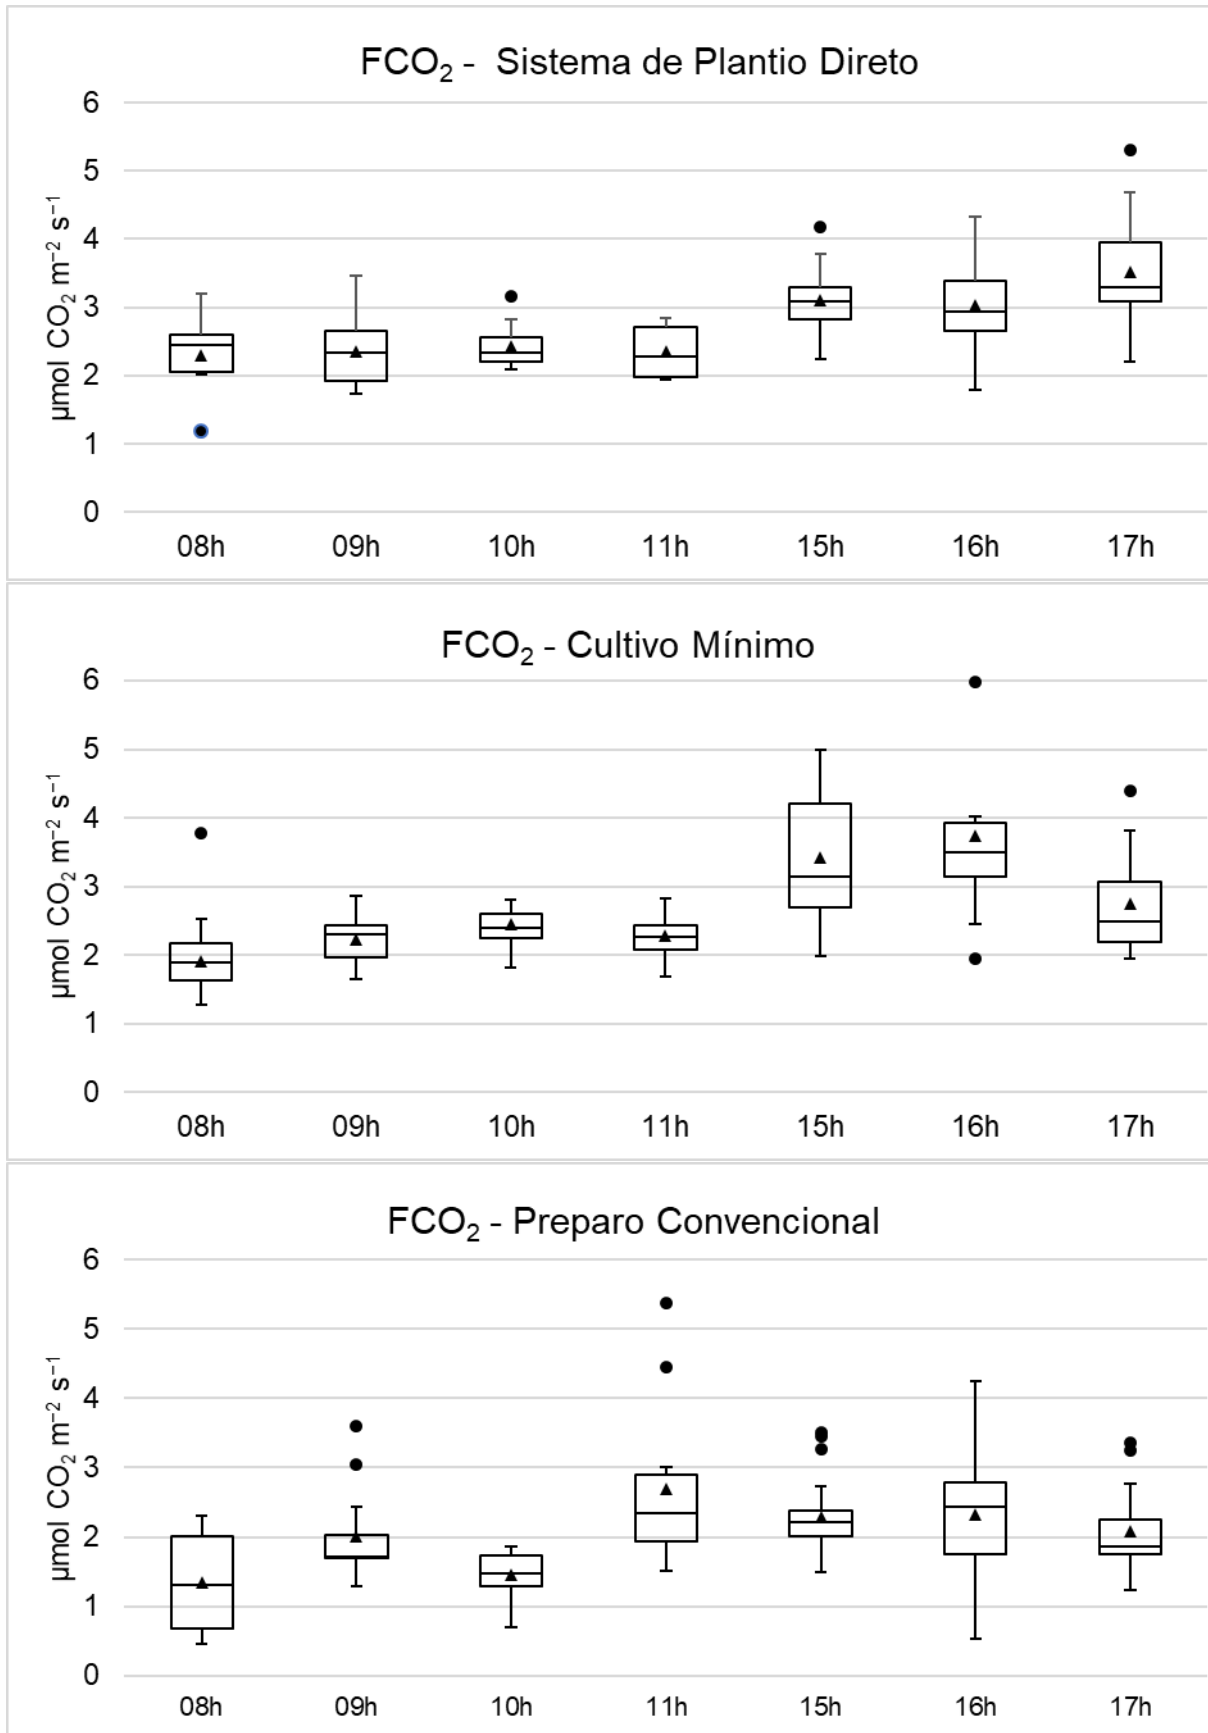 FCO₂ - Sistema de Plantio Direto
µmol CO₂ m⁻² s⁻¹
6
5
4
3
2
1
0
08h 09h 10h 11h 15h 16h 17h
FCO₂ - Cultivo Mínimo
µmol CO₂ m⁻² s⁻¹
6
5
4
3
2
1
0
08h 09h 10h 11h 15h 16h 17h
FCO₂ - Preparo Convencional
µmol CO₂ m⁻² s⁻¹
6
5
4
3
2
1
0
08h 09h 10h 11h 15h 16h 17h